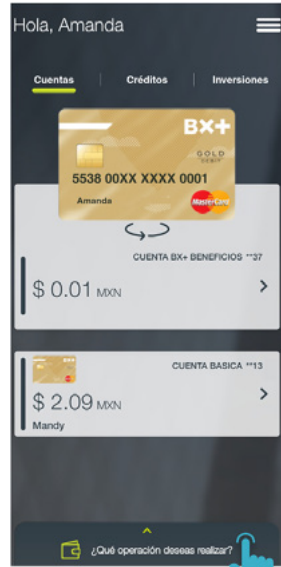 Hola, Amanda
Cuentas | Créditos | Inversiones
BX+
GOLD
DEBIT
5538 00XX XXXX 0001
Amanda
MasterCard
CUENTA BX+ BENEFICIOS **37
$ 0.01 MXN
BX+
CUENTA BASICA **13
$ 2.09 MXN
Mandy
¿Qué operación deseas realizar?